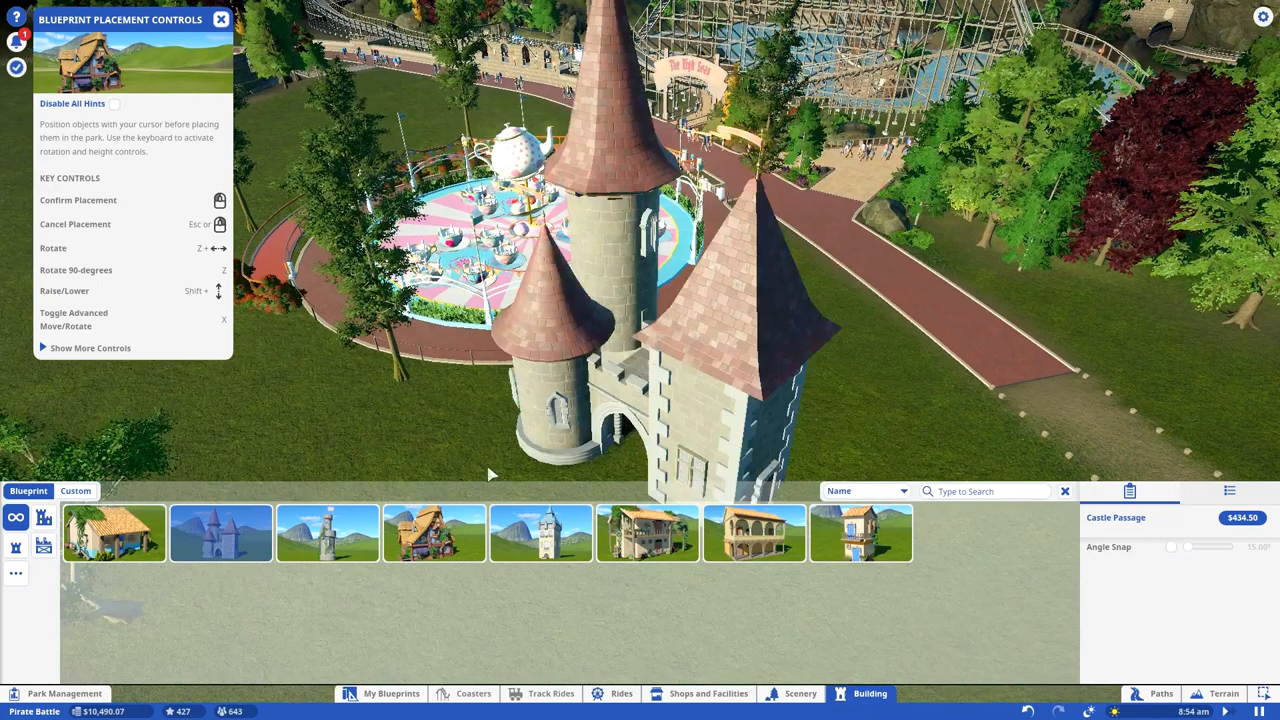 ?
BLUEPRINT PLACEMENT CONTROLS
1
Disable All Hints
Position objects with your cursor before placing
them in the park. Use the keyboard to activate
rotation and height controls.
KEY CONTROLS
Confirm Placement
Cancel Placement Esc or
Rotate Z +
Rotate 90-degrees Z
Raise/Lower Shift +
Toggle Advanced
Move/Rotate X
Show More Controls
The High Seas
Blueprint Custom Name Type to Search
Castle Passage $434.50
Angle Snap 15.00°
Park Management My Blueprints Coasters Track Rides Rides Shops and Facilities Scenery Building Paths Terrain
Pirate Battle $10,490.07 427 643 8:54 am